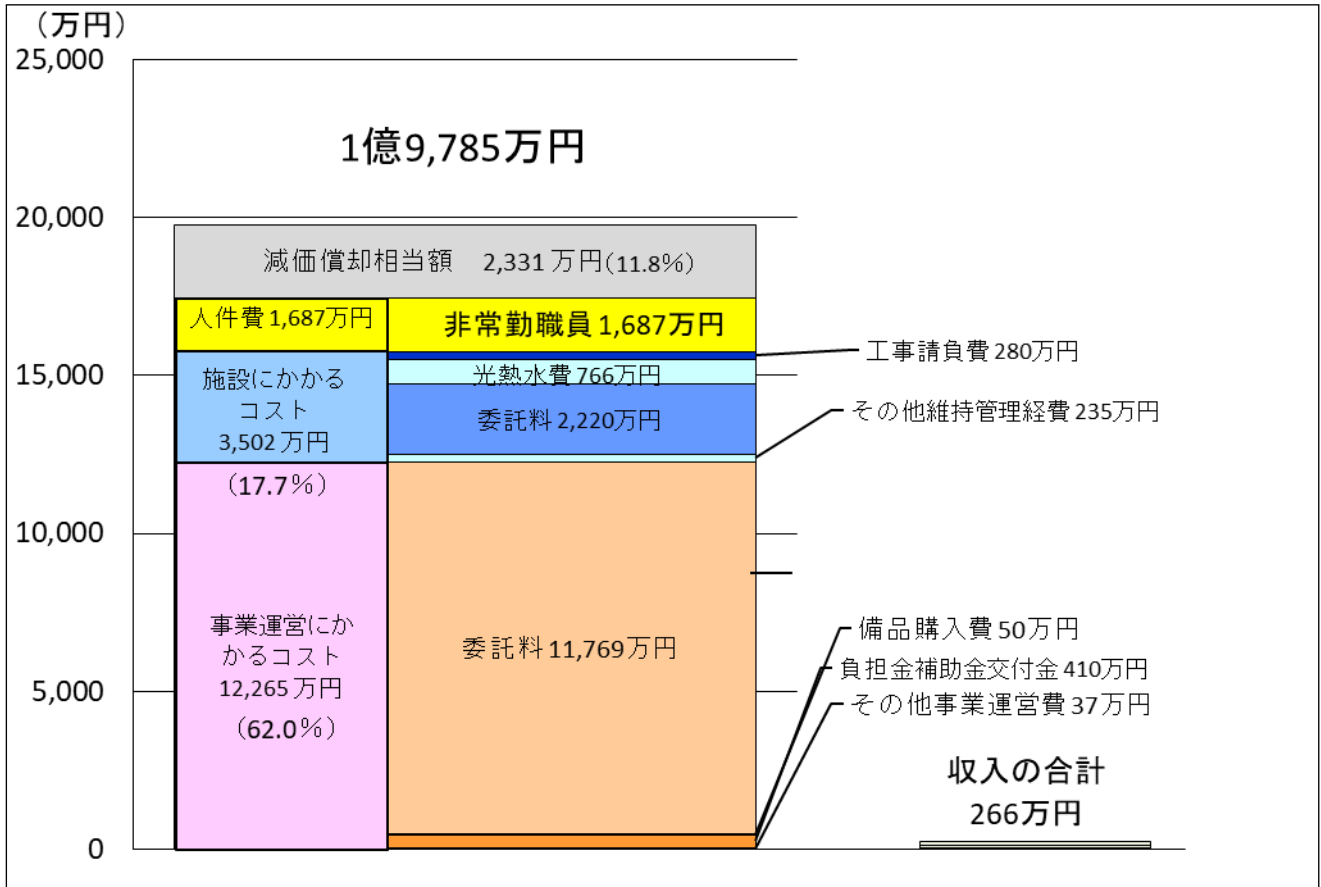 （万円）
25,000
1億9,785万円
20,000
減価償却相当額　2,331万円(11.8%)
人件費1,687万円
非常勤職員1,687万円
工事請負費280万円
15,000
施設にかかる
コスト
3,502万円
光熱水費766万円
委託料2,220万円
その他維持管理経費235万円
（17.7％）
10,000
事業運営にか
かるコスト
12,265万円
（62.0％）
委託料11,769万円
備品購入費50万円
負担金補助金交付金410万円
5,000
その他事業運営費37万円
収入の合計
266万円
0